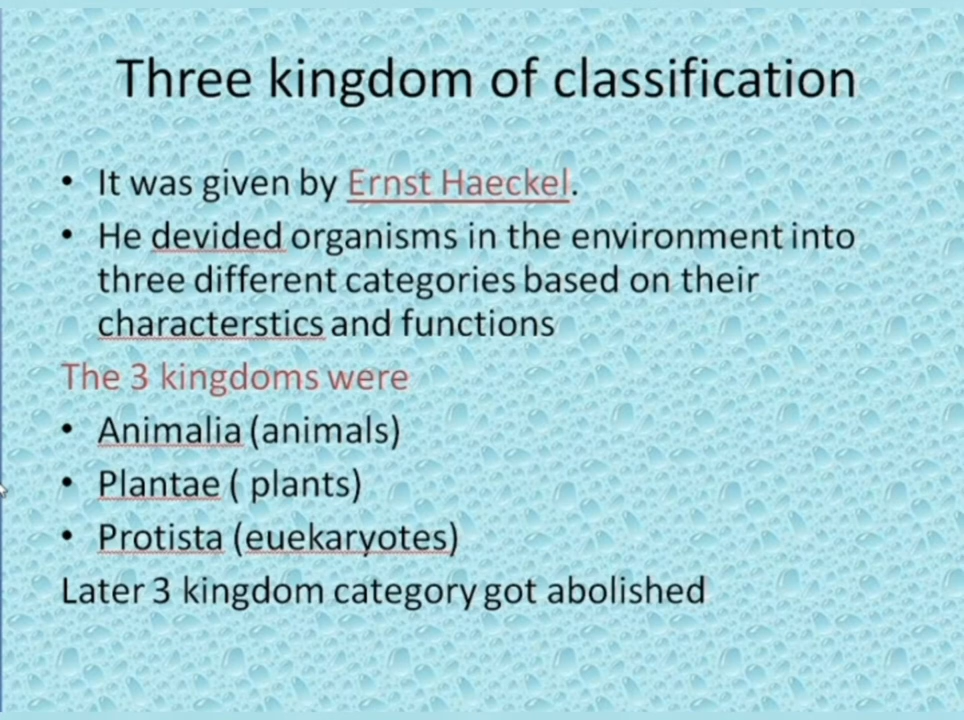 Three kingdom of classification
• It was given by Ernst Haeckel.
• He devided organisms in the environment into
three different categories based on their
characterstics and functions
The 3 kingdoms were
• Animalia (animals)
• Plantae ( plants)
• Protista (euekaryotes)
Later 3 kingdom category got abolished